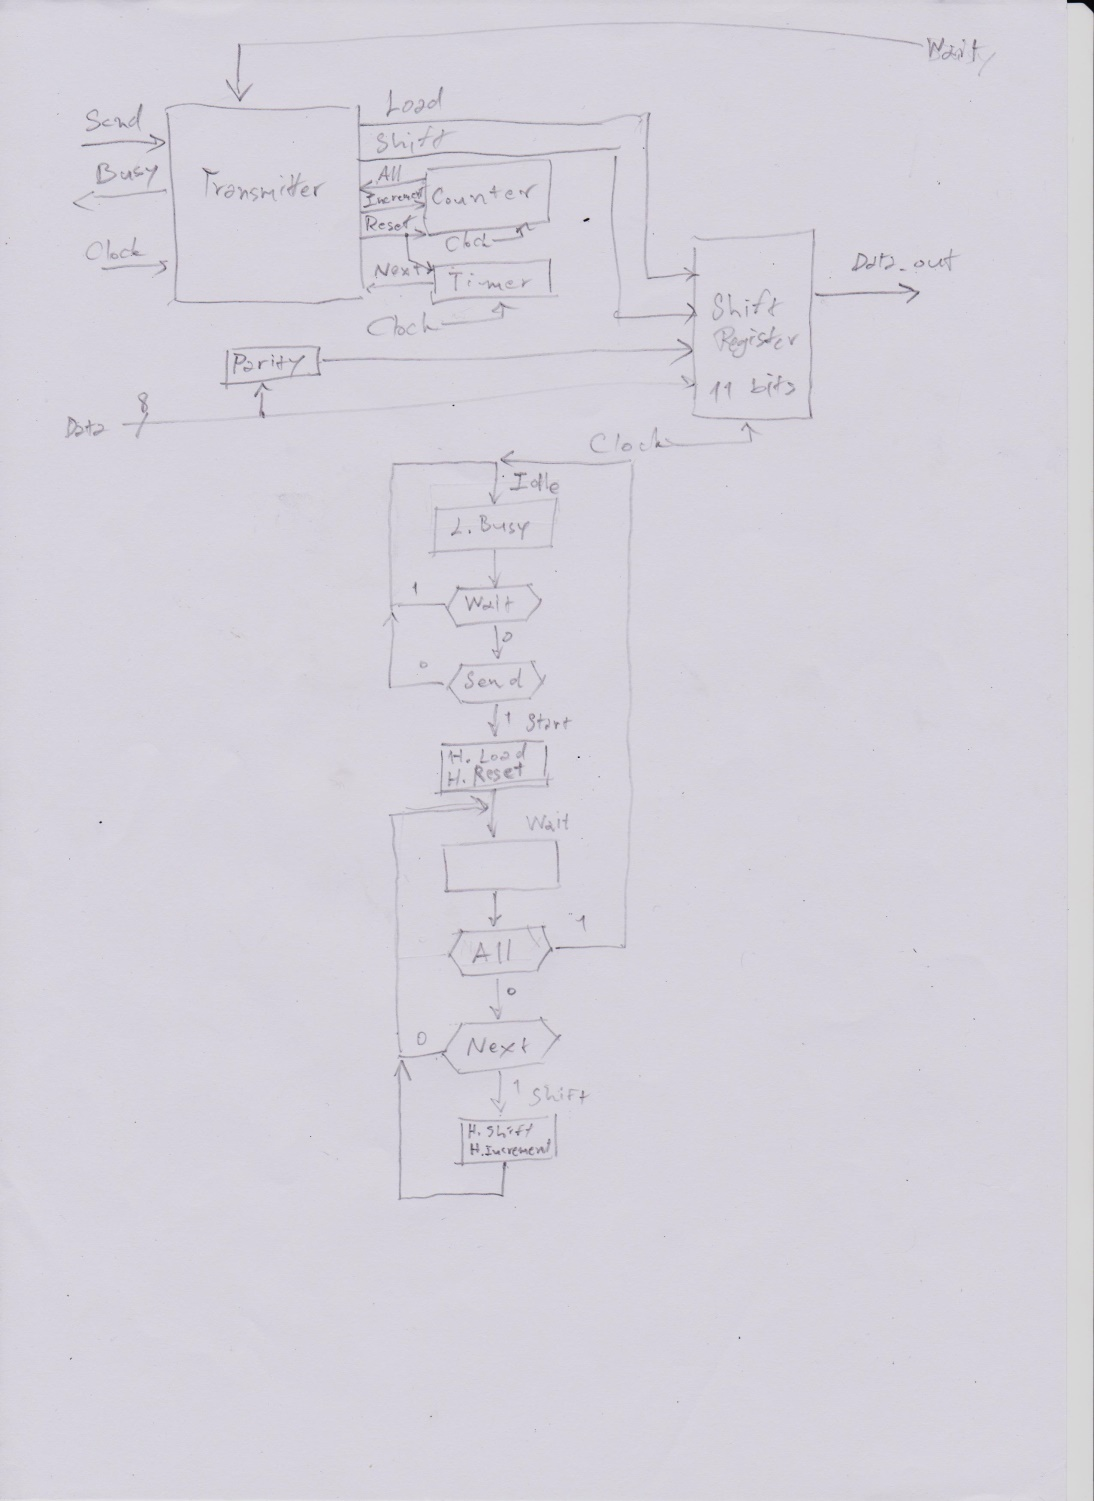 Wait
Load
Send
Shift
Busy
Transmitter
All
Increment
Counter
Reset
Clock
Clock
Next
Timer
Data_out
Clock
Shift
Register
11 bits
Parity
8
Data
Clock
Idle
L. Busy
1
Wait
0
0
Send
1 Start
H. Load
H. Reset
Wait
1
All
0
0
Next
1 Shift
H. Shift
H. Increment